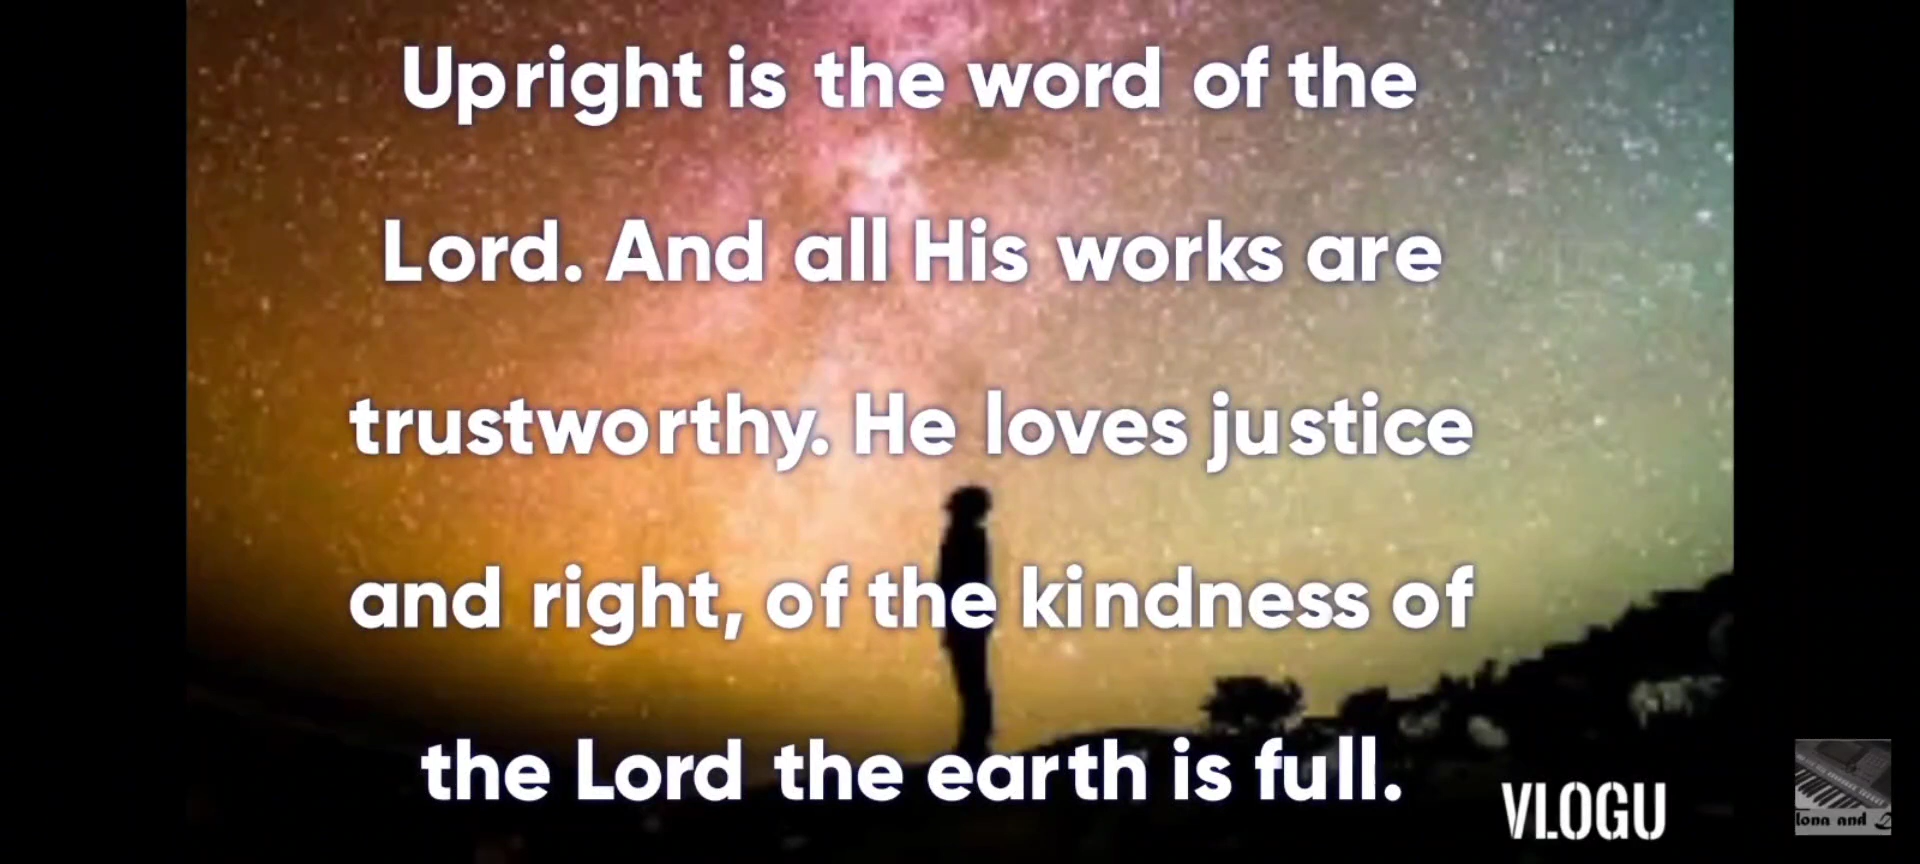 Upright is the word of the
Lord. And all His works are
trustworthy. He loves justice
and right, of the kindness of
the Lord the earth is full.
VLOGU
and